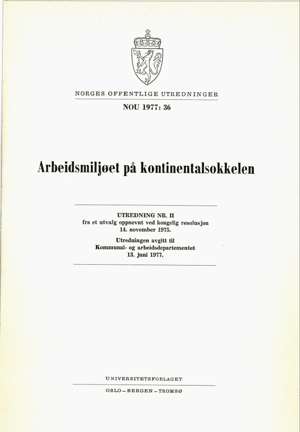 NORGES OFFENTLIGE UTREDNINGER
NOU 1977: 36
Arbeidsmiljøet på kontinentalsokkelen
UTREDNING NR. II
fra et utvalg oppnevnt ved kongelig resolusjon
14. november 1975.
Utredningen avgitt til
Kommunal- og arbeidsdepartementet
13. juni 1977.
UNIVERSITETSFORLAGET
OSLO – BERGEN – TROMSØ